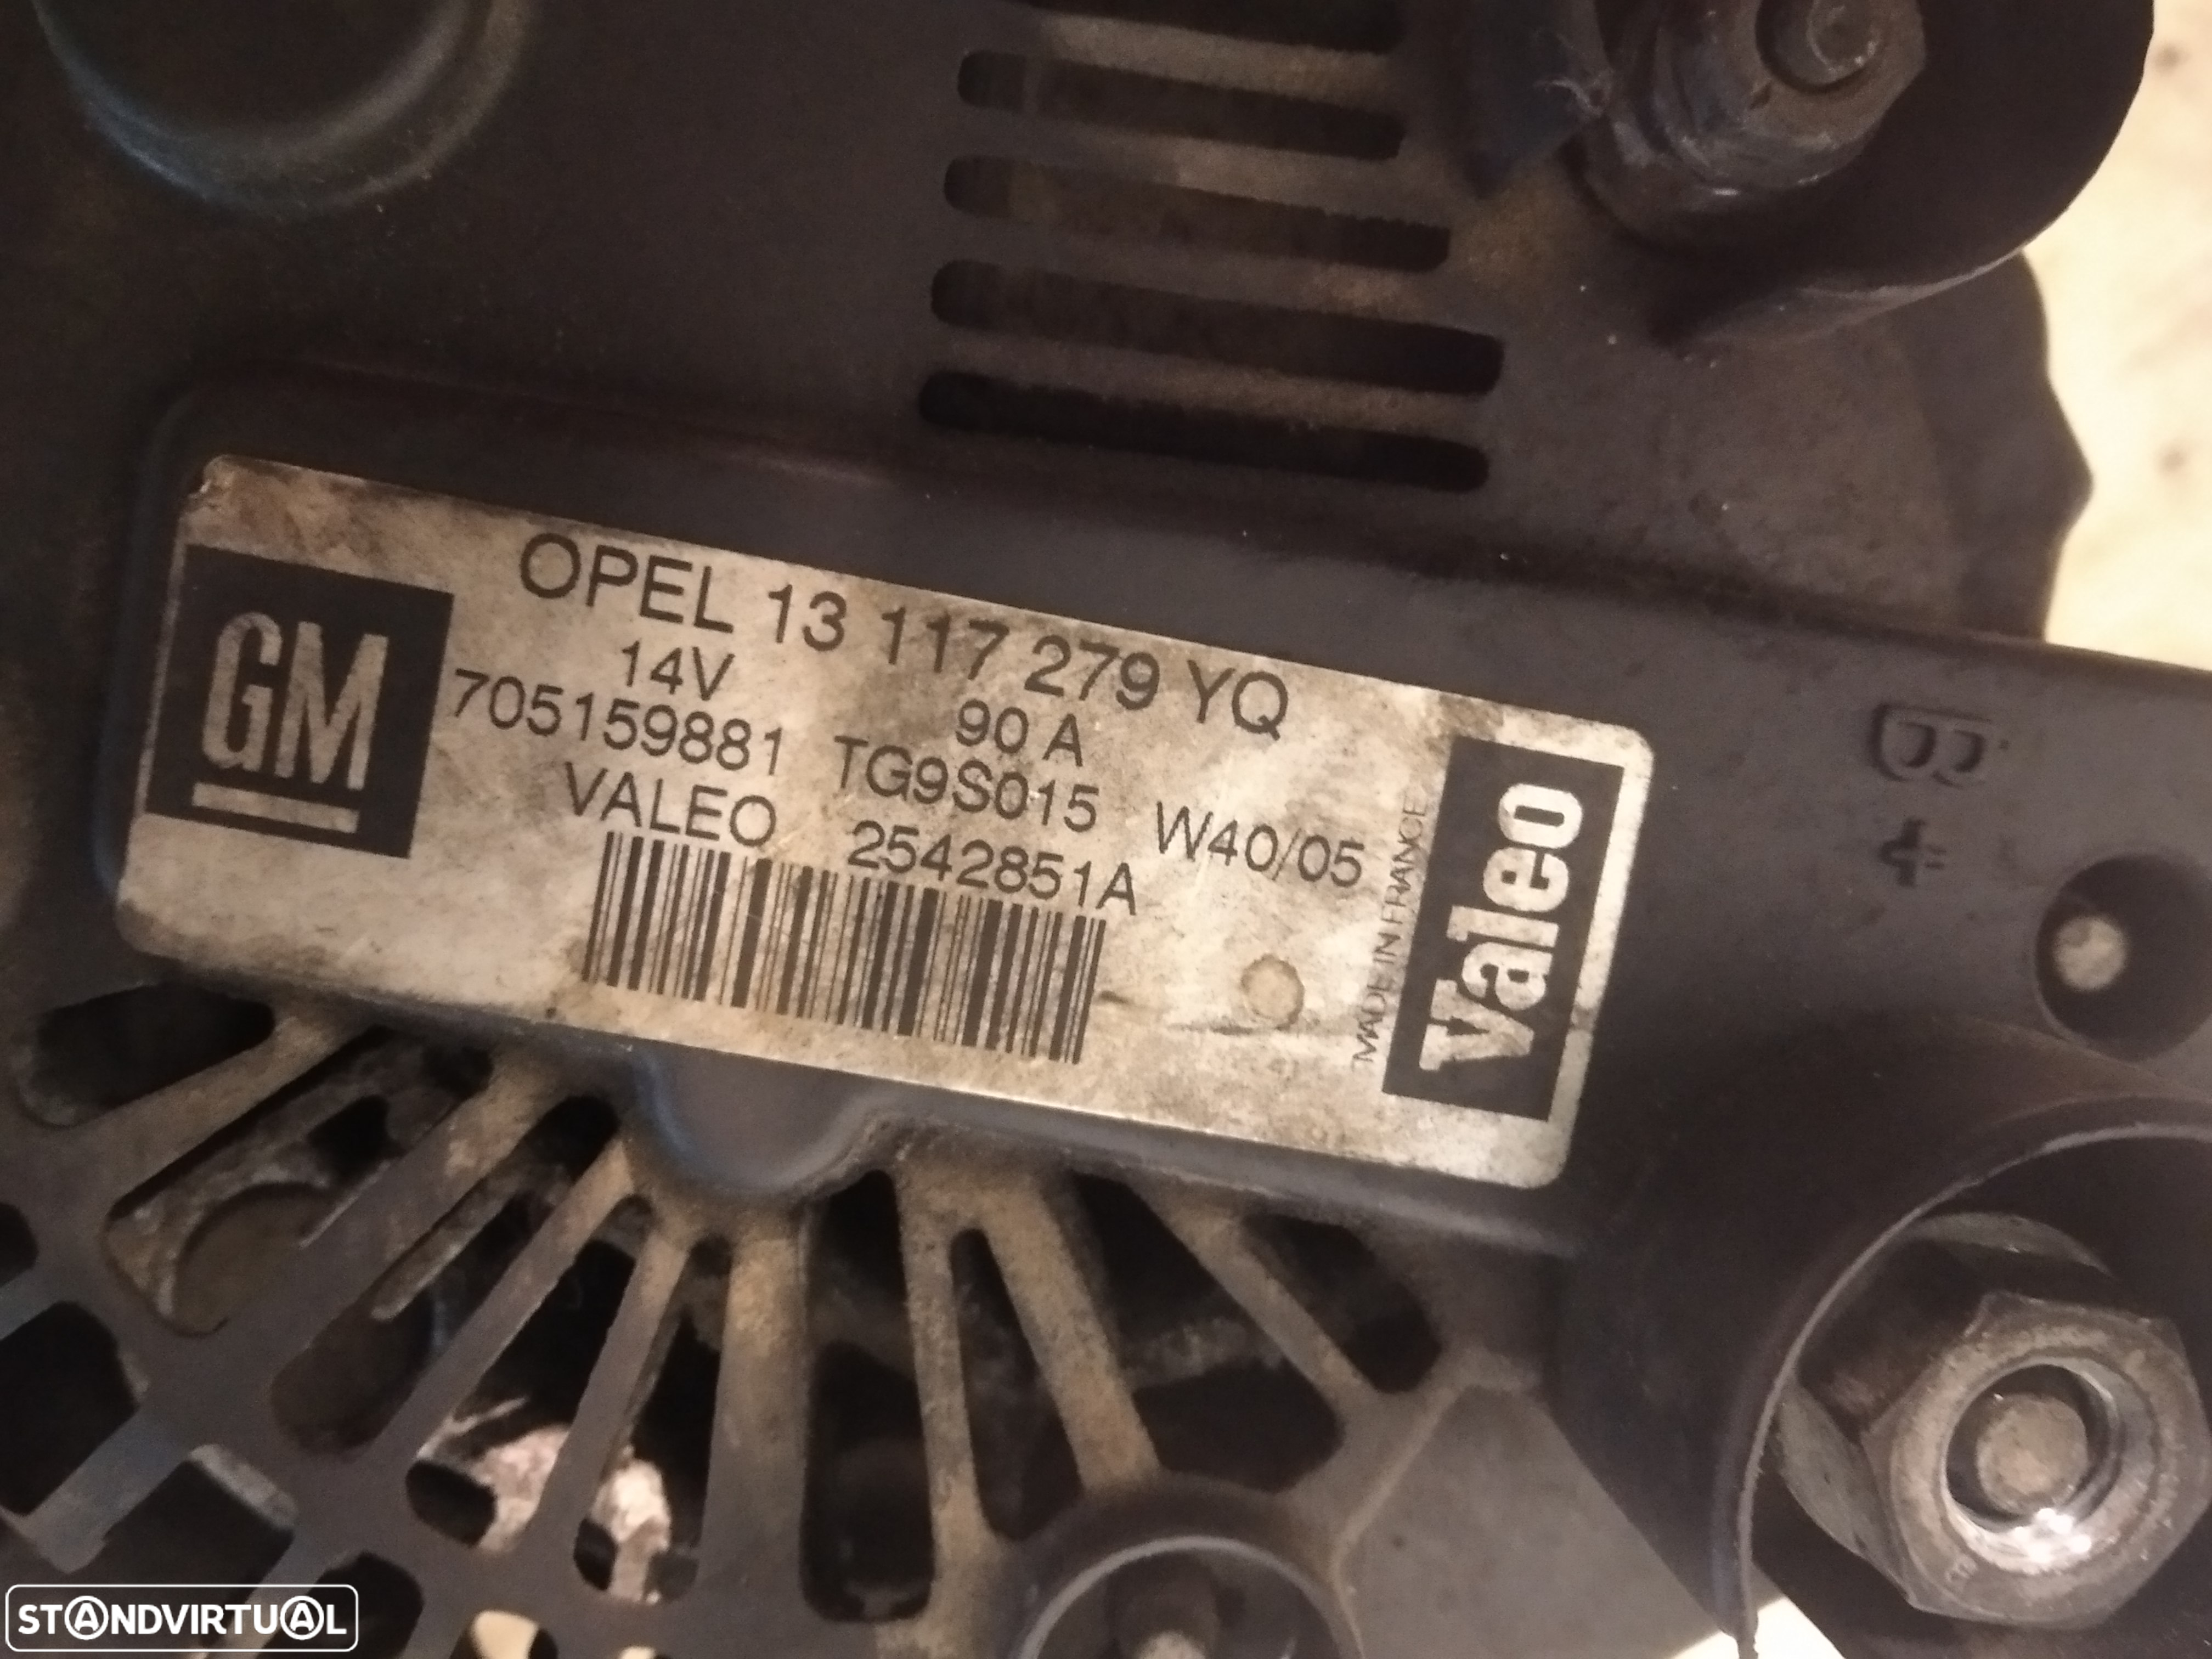 GM
OPEL 13 117 279 YQ
14V 90 A
705159881 TG9S015 W40/05
VALEO 2542851A
MADE IN FRANCE
Valeo
B+
STANDVIRTUAL